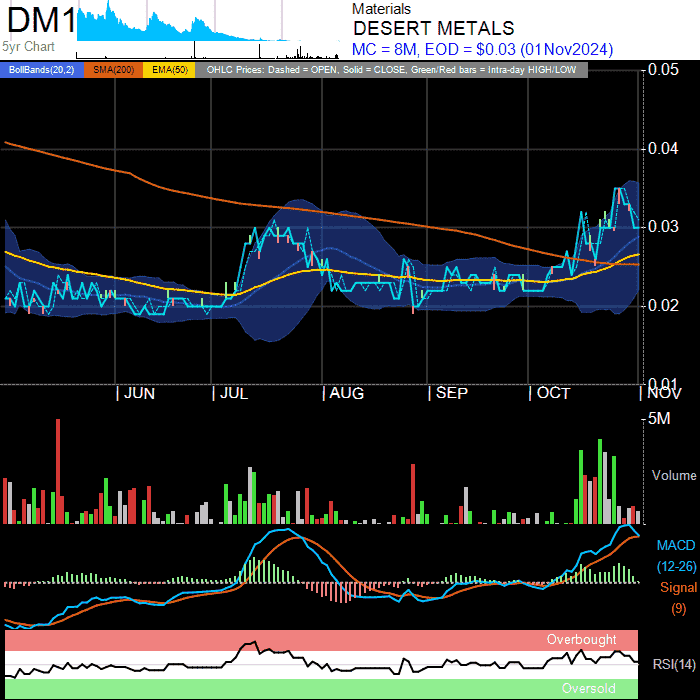 DM1
5yr Chart
Materials
DESERT METALS
MC = 8M, EOD = $0.03 (01Nov2024)
BollBands(20,2) SMA(200) EMA(50) OHLC Prices: Dashed = OPEN, Solid = CLOSE, Green/Red bars = Intra-day HIGH/LOW
0.05
0.04
0.03
0.02
0.01
JUN JUL AUG SEP OCT NOV
5M
Volume
MACD
(12-26)
Signal
(9)
Overbought
RSI(14)
Oversold